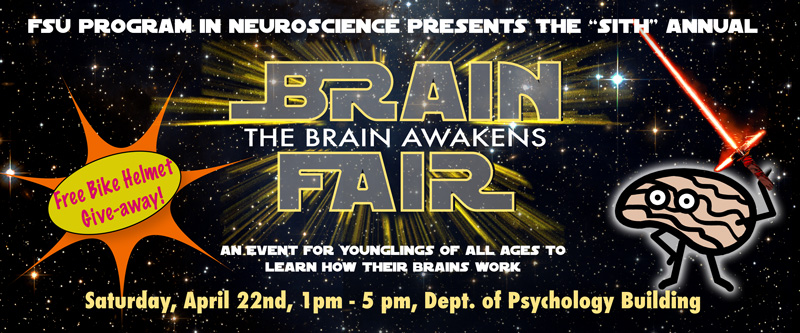 FSU PROGRAM IN NEUROSCIENCE PRESENTS THE “SITH” ANNUAL
BRAIN
THE BRAIN AWAKENS
FAIR
Free Bike Helmet
Give-away!
AN EVENT FOR YOUNGLINGS OF ALL AGES TO
LEARN HOW THEIR BRAINS WORK
Saturday, April 22nd, 1pm - 5 pm, Dept. of Psychology Building